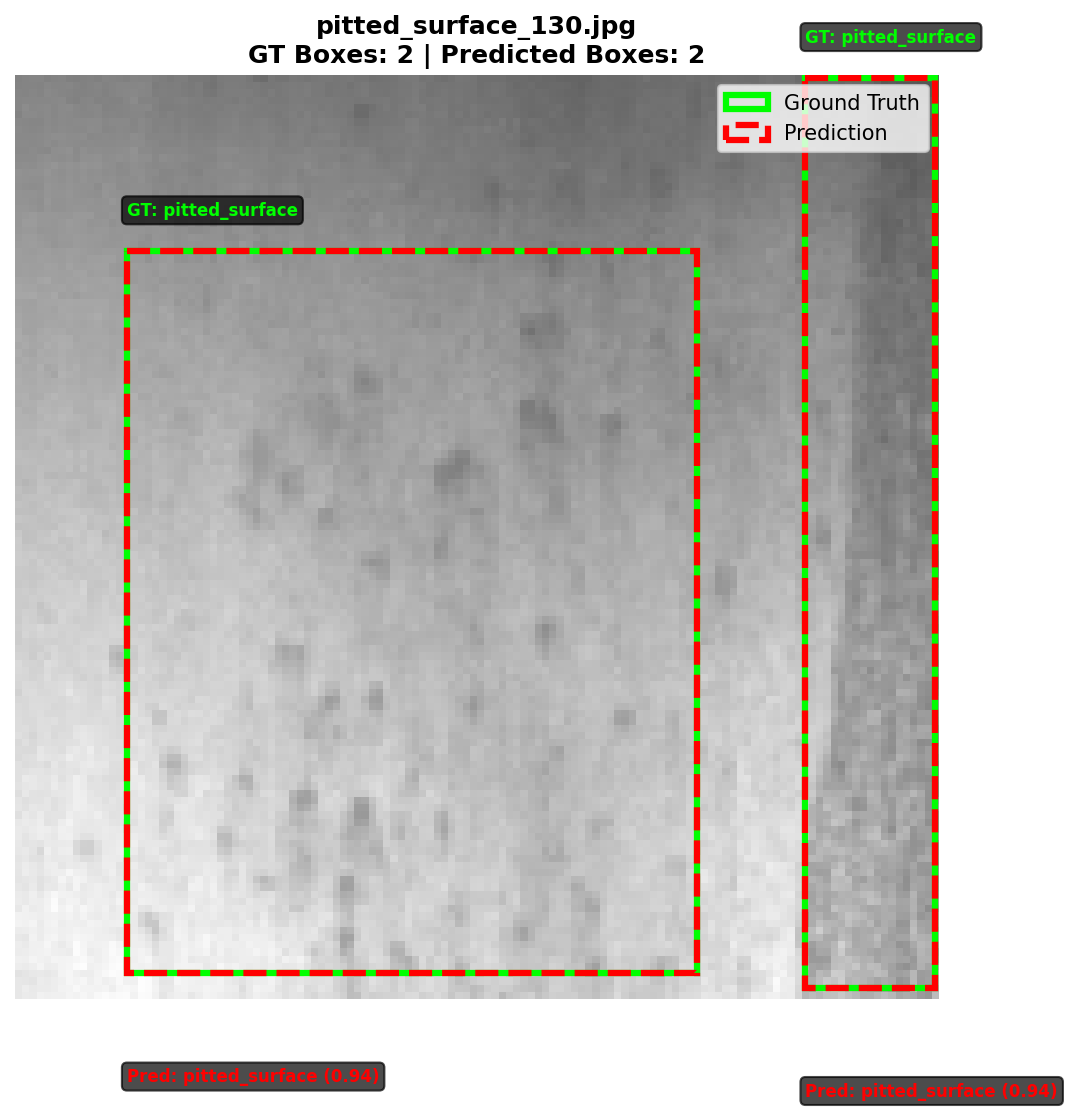 pitted_surface_130.jpg
GT Boxes: 2 | Predicted Boxes: 2
GT: pitted_surface
Ground Truth
Prediction
GT: pitted_surface
Pred: pitted_surface (0.94)
Pred: pitted_surface (0.94)